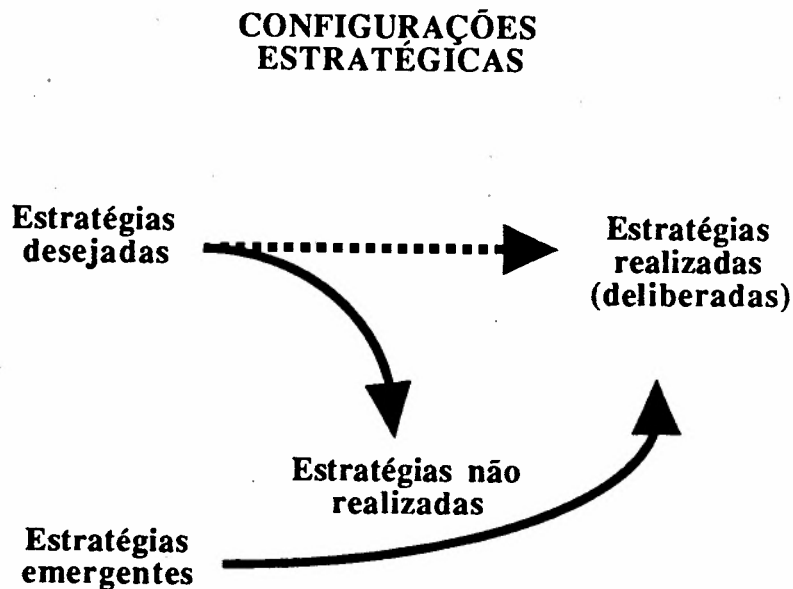 CONFIGURAÇÕES
ESTRATÉGICAS
Estratégias
desejadas
Estratégias
realizadas
(deliberadas)
Estratégias não
realizadas
Estratégias
emergentes